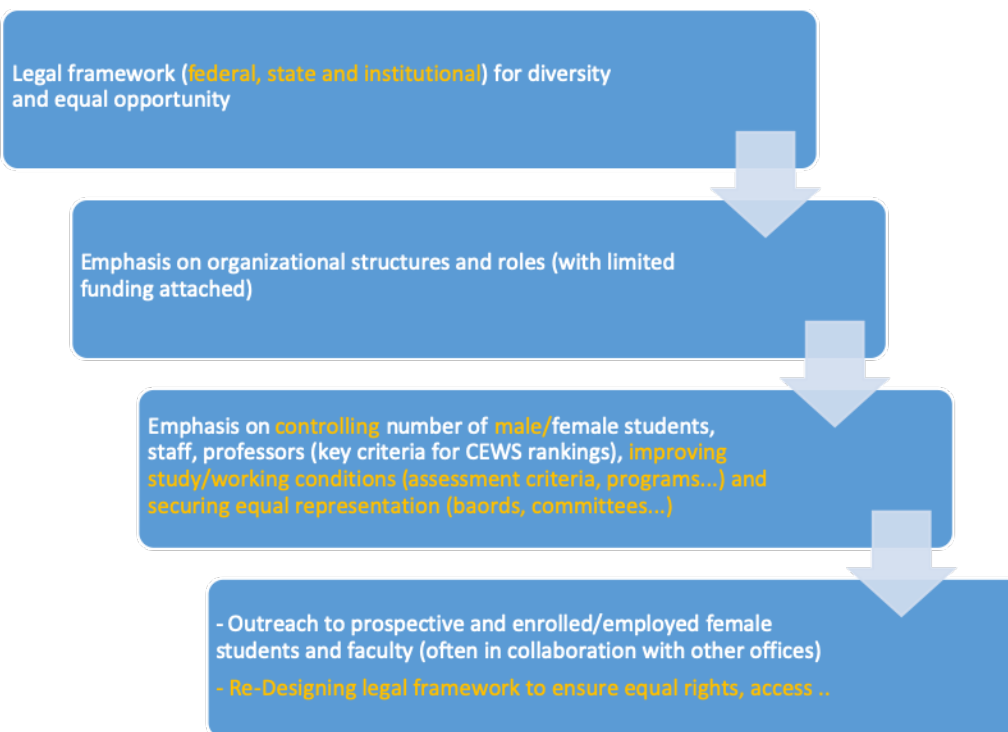 Legal framework (federal, state and institutional) for diversity
and equal opportunity
Emphasis on organizational structures and roles (with limited
funding attached)
Emphasis on controlling number of male/female students,
staff, professors (key criteria for CEWS rankings), improving
study/working conditions (assessment criteria, programs...) and
securing equal representation (baords, committees...)
- Outreach to prospective and enrolled/employed female
students and faculty (often in collaboration with other offices)
- Re-Designing legal framework to ensure equal rights, access ..